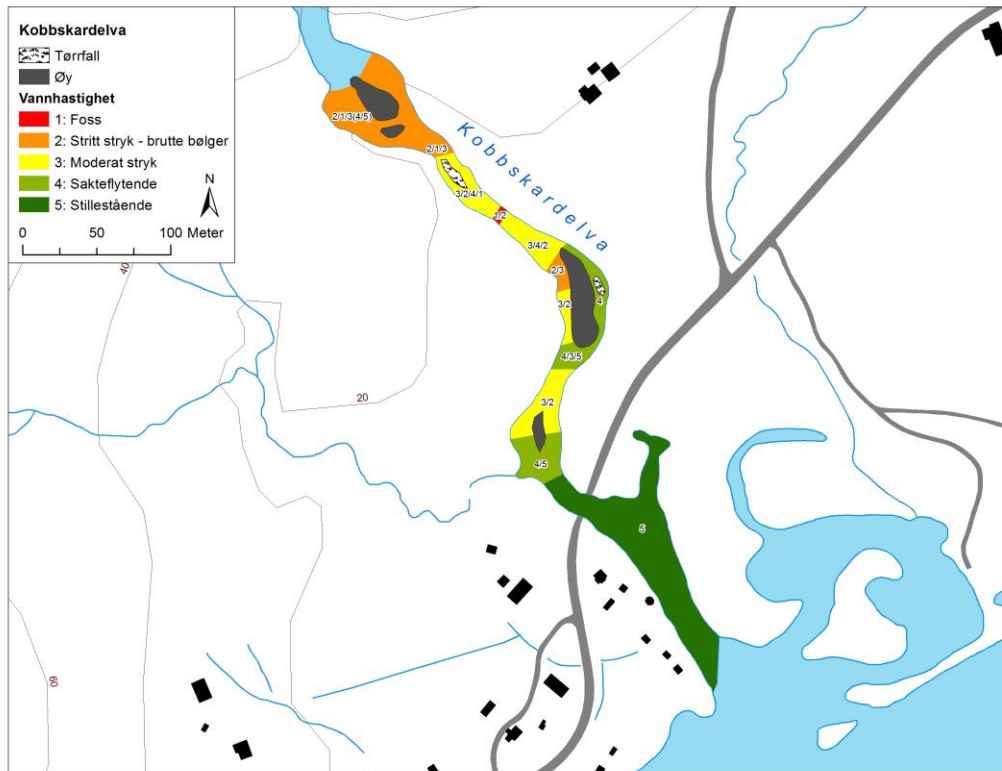 Kobbskardelva
Tørrfall
Øy
Vannhastighet
1: Foss
2: Stritt stryk - brutte bølger
3: Moderat stryk
4: Sakteflytende
5: Stillestående
N
0 50 100 Meter
2/1/3(4/5)
2/1/3
Kobbskardelva
3/2/4/1
1/2
3/4/2
2/3
4
3/2
40
4/3/5
20
3/2
4/5
5
60